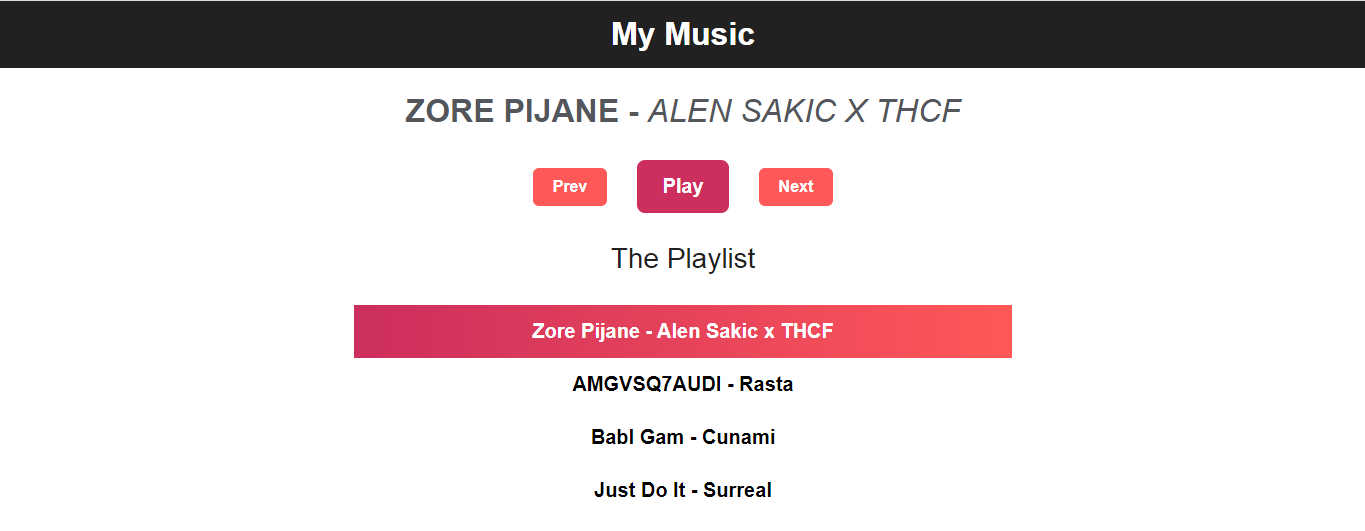 My Music
ZORE PIJANE - ALEN SAKIC X THCF
Prev Play Next
The Playlist
Zore Pijane - Alen Sakic x THCF
AMGVSQ7AUDI - Rasta
Babl Gam - Cunami
Just Do It - Surreal